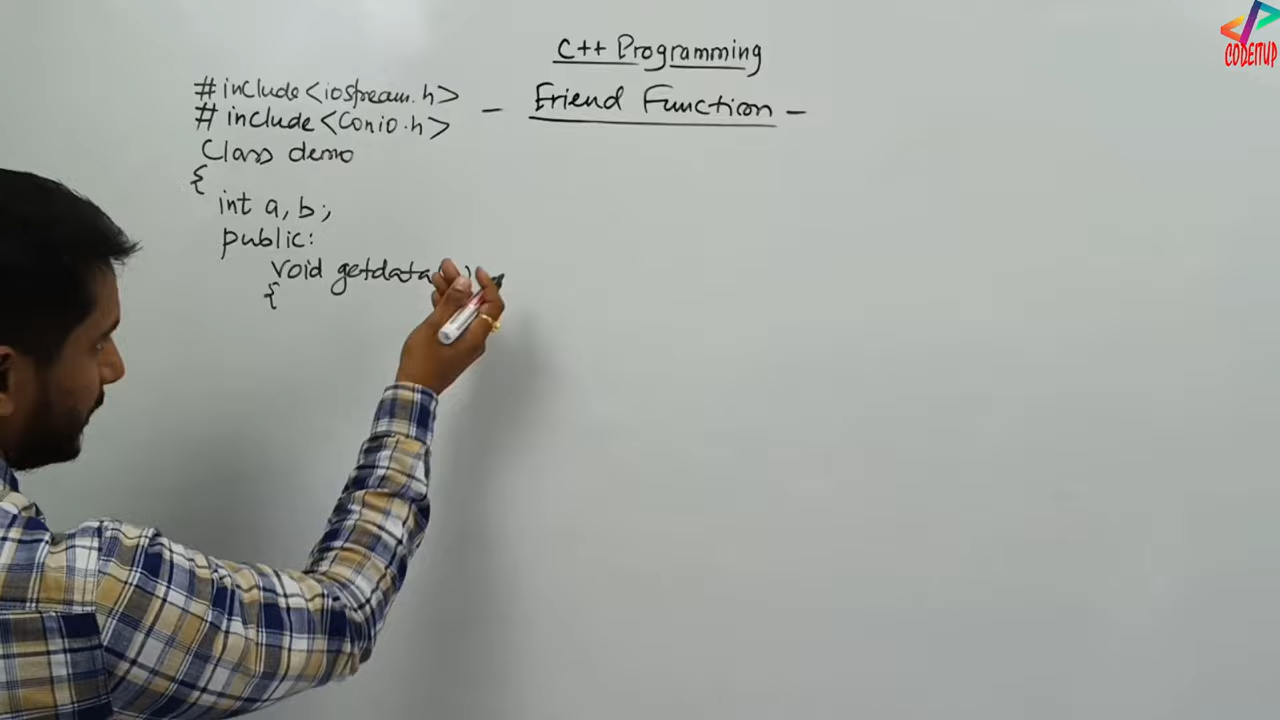 C++ Programming
- Friend Function -
#include<iostream.h>
#include<conio.h>
Class demo
{
int a, b;
public:
void getdata( )
{
CODEITUP